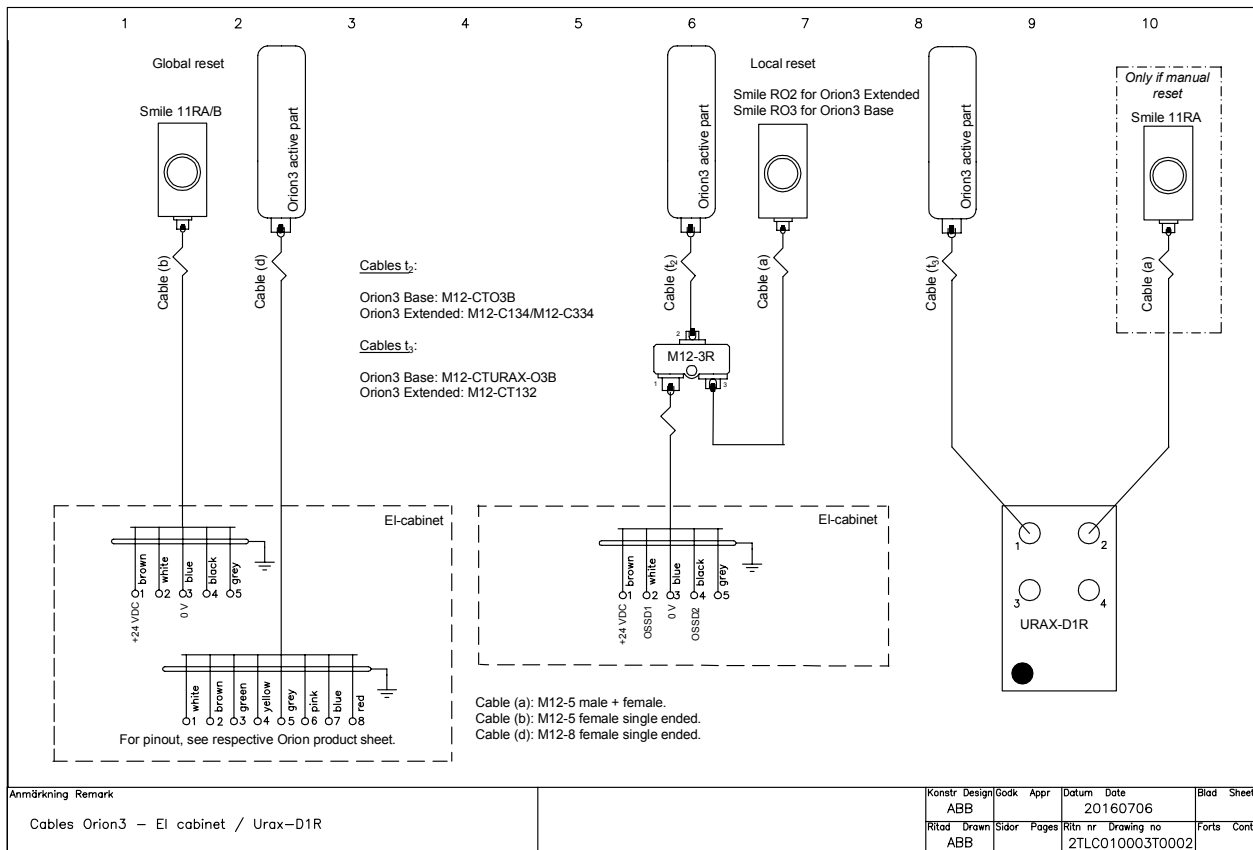 1 2 3 4 5 6 7 8 9 10
Global reset
Smile 11RA/B
Orion3 active part
Cable (b)
Cable (d)
Cables t2:
Orion3 Base: M12-CTO3B
Orion3 Extended: M12-C134/M12-C334
Cables t3:
Orion3 Base: M12-CTURAX-O3B
Orion3 Extended: M12-CT132
Orion3 active part
Local reset
Smile RO2 for Orion3 Extended
Smile RO3 for Orion3 Base
Cable (t2)
Cable (a)
2
M12-3R
1 3
Orion3 active part
Cable (t3)
Only if manual
reset
Smile 11RA
Cable (a)
El-cabinet
brown white blue black grey
1 2 3 4 5
+24 VDC 0 V
white brown green yellow grey pink blue red
1 2 3 4 5 6 7 8
For pinout, see respective Orion product sheet.
El-cabinet
brown white blue black grey
1 2 3 4 5
+24 VDC OSSD1 0 V OSSD2
Cable (a): M12-5 male + female.
Cable (b): M12-5 female single ended.
Cable (d): M12-8 female single ended.
1 2
3 4
URAX-D1R
Anmärkning Remark
Cables Orion3 – El cabinet / Urax–D1R
Konstr Design Godk Appr Datum Date Blad Sheet
ABB 20160706
Ritad Drawn Sidor Pages Ritn nr Drawing no Forts Cont
ABB 2TLC010003T0002